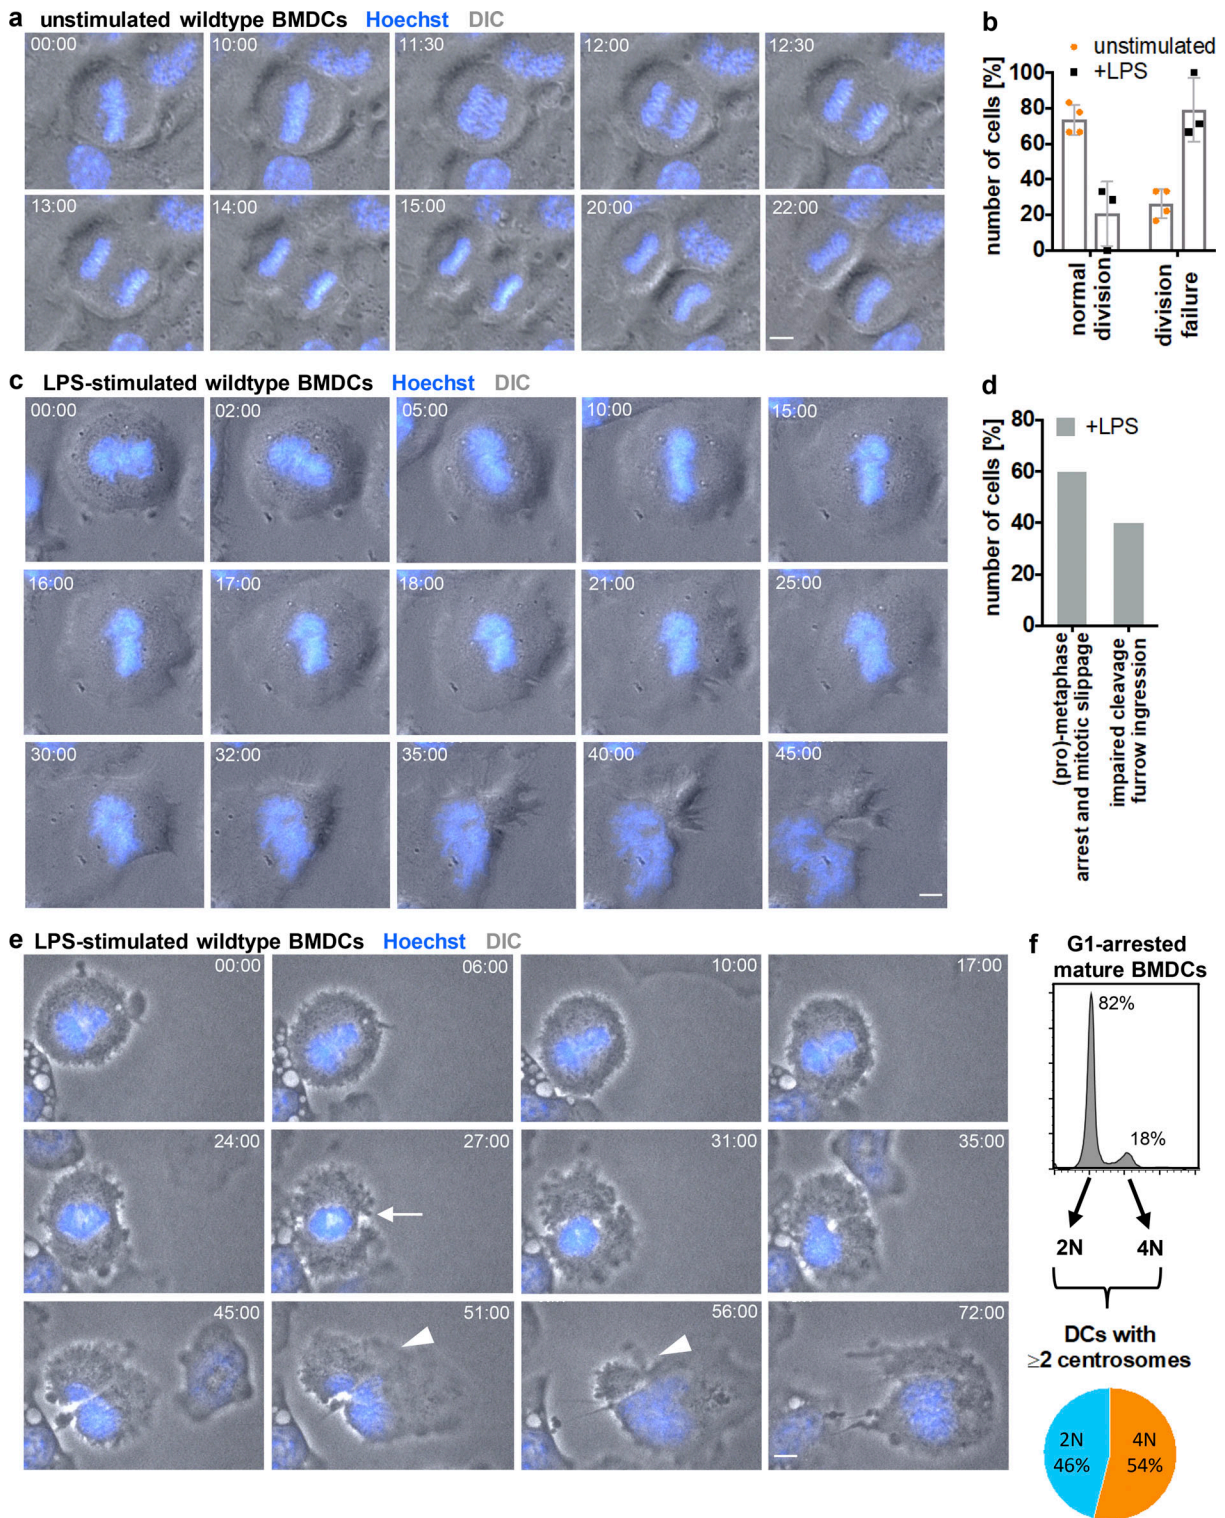 a unstimulated wildtype BMDCs Hoechst DIC
00:00 10:00 11:30 12:00 12:30
13:00 14:00 15:00 20:00 22:00
b
unstimulated
+LPS
number of cells [%]
100
80
60
40
20
0
normal
division
division
failure
c LPS-stimulated wildtype BMDCs Hoechst DIC
00:00 02:00 05:00 10:00 15:00
16:00 17:00 18:00 21:00 25:00
30:00 32:00 35:00 40:00 45:00
d
+LPS
number of cells [%]
80
60
40
20
0
(pro)-metaphase
arrest and mitotic slippage
impaired cleavage
furrow ingression
e LPS-stimulated wildtype BMDCs Hoechst DIC
00:00 06:00 10:00 17:00
24:00 27:00 31:00 35:00
45:00 51:00 56:00 72:00
f G1-arrested
mature BMDCs
82%
18%
2N 4N
DCs with
≥2 centrosomes
2N
46%
4N
54%